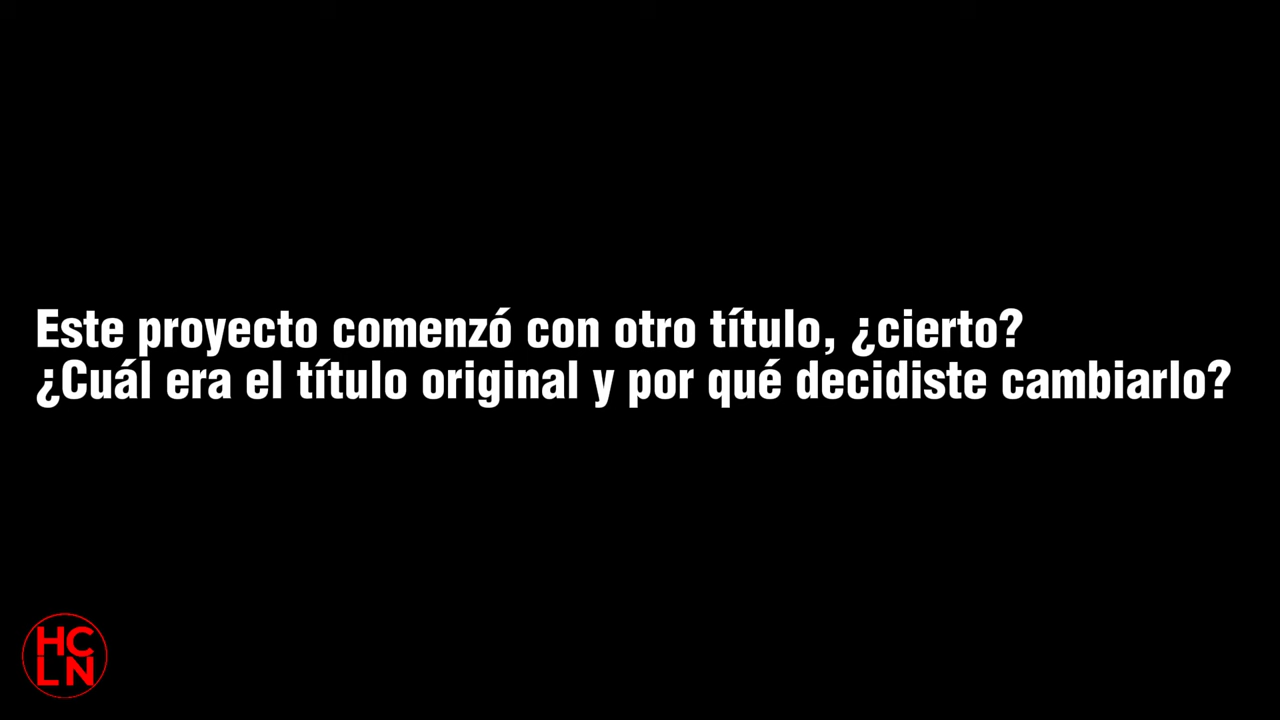 Este proyecto comenzó con otro título, ¿cierto?
¿Cuál era el título original y por qué decidiste cambiarlo?
HC
LN